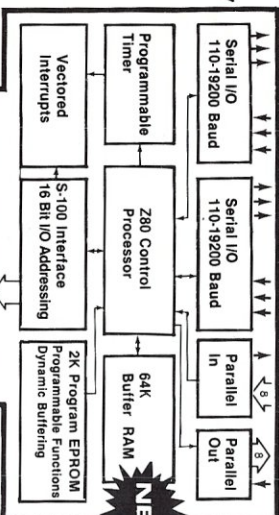 Serial I/O
110-19200
Baud
Serial I/O
110-19200
Baud
Parallel
In
8
Parallel
Out
8
Programmable
Timer
Z80 Control
Processor
64K
Buffer RAM
Vectored
Interrupts
S-100 Interface
16 Bit I/O Addressing
2K Program EPROM
Programmable Functions
Dynamic Buffering